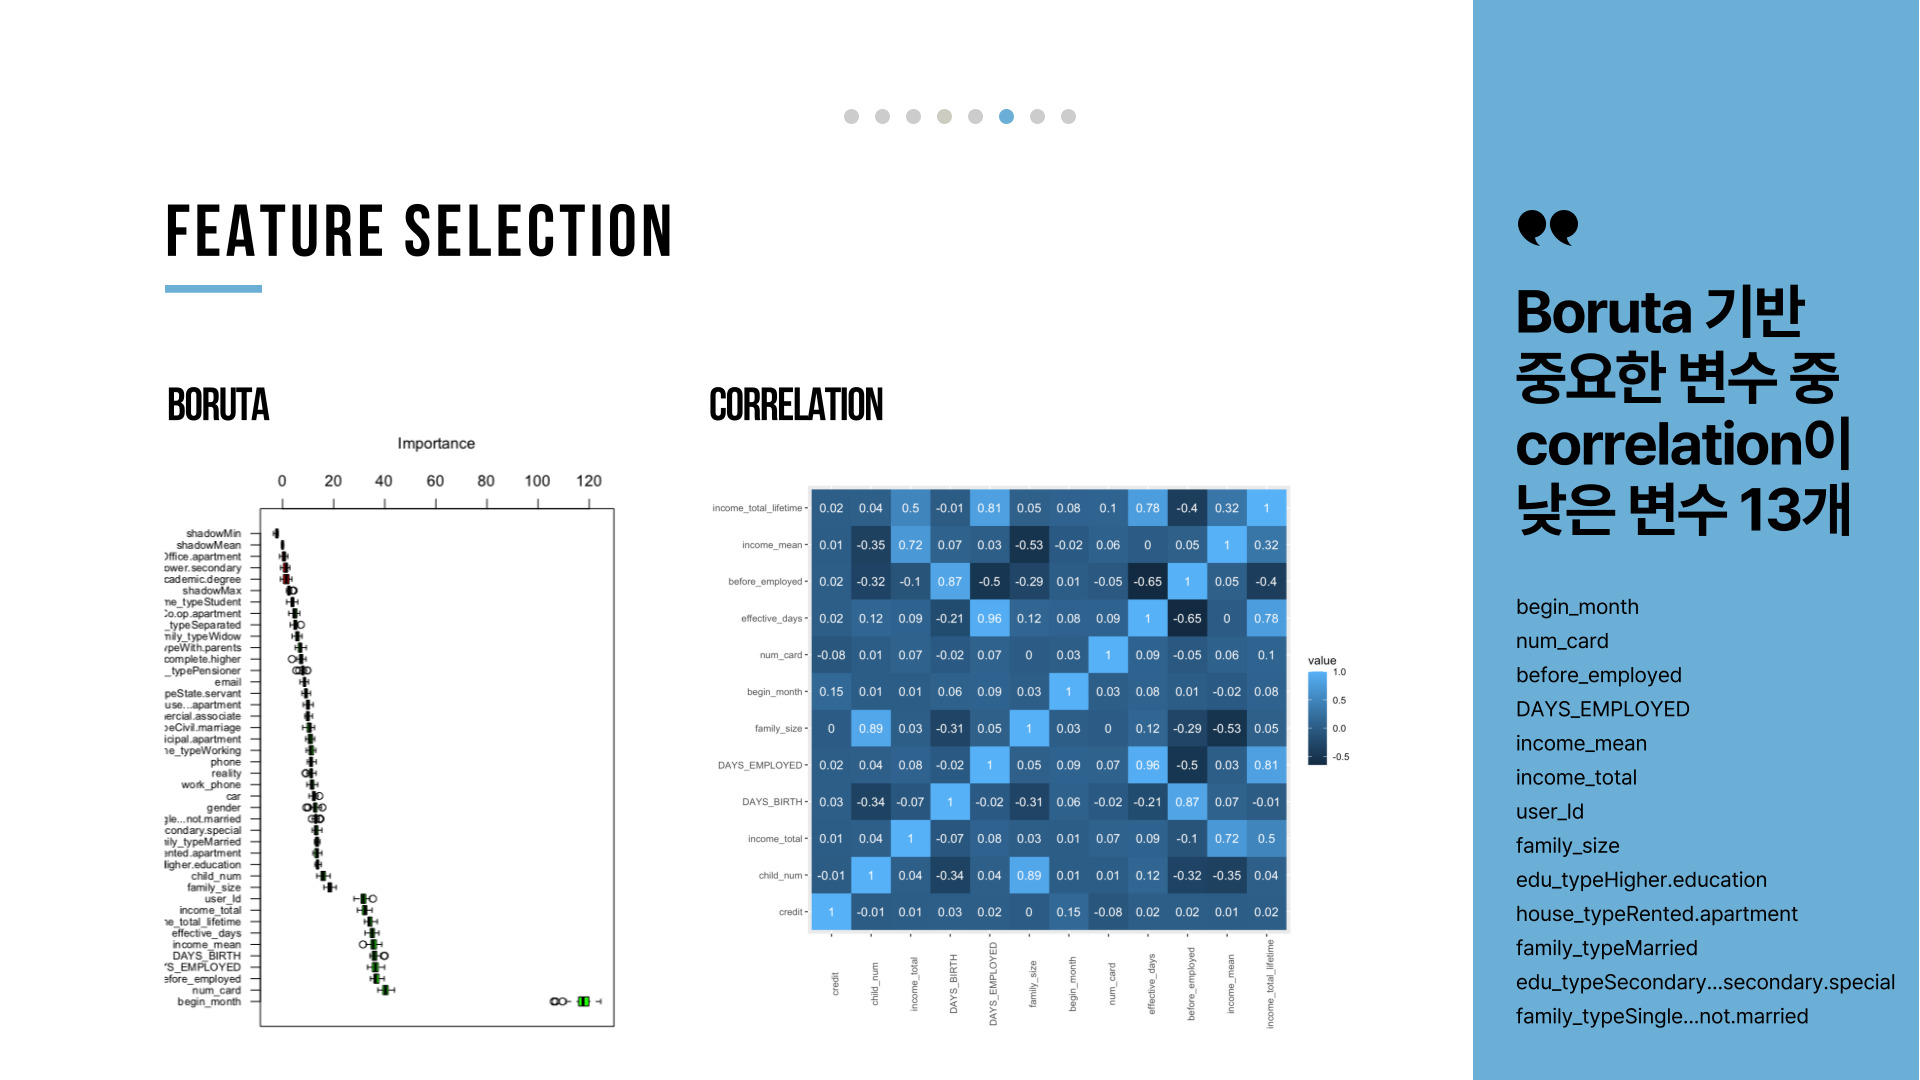 FEATURE SELECTION
BORUTA
Importance
0 20 40 60 80 100 120
shadowMin
shadowMean
Office.apartment
ower.secondary
cademic.degree
shadowMax
ne_typeStudent
Co.op.apartment
_typeSeparated
mily_typeWidow
ypeWith.parents
complete.higher
_typePensioner
email
peState.servant
use...apartment
ercial.associate
peCivil.marriage
icipal.apartment
ne_typeWorking
phone
reality
work_phone
car
gender
gle...not.married
condary.special
ily_typeMarried
ented.apartment
Higher.education
child_num
family_size
user_Id
income_total
ne_total_lifetime
effective_days
income_mean
DAYS_BIRTH
YS_EMPLOYED
efore_employed
num_card
begin_month
CORRELATION
income_total_lifetime 0.02 0.04 0.5 -0.01 0.81 0.05 0.08 0.1 0.78 -0.4 0.32 1
income_mean 0.01 -0.35 0.72 0.07 0.03 -0.53 -0.02 0.06 0 0.05 1 0.32
before_employed 0.02 -0.32 -0.1 0.87 -0.5 -0.29 0.01 -0.05 -0.65 1 0.05 -0.4
effective_days 0.02 0.12 0.09 -0.21 0.96 0.12 0.08 0.09 1 -0.65 0 0.78
num_card -0.08 0.01 0.07 -0.02 0.07 0 0.03 1 0.09 -0.05 0.06 0.1
begin_month 0.15 0.01 0.01 0.06 0.09 0.03 1 0.03 0.08 0.01 -0.02 0.08
family_size 0 0.89 0.03 -0.31 0.05 1 0.03 0 0.12 -0.29 -0.53 0.05
DAYS_EMPLOYED 0.02 0.04 0.08 -0.02 1 0.05 0.09 0.07 0.96 -0.5 0.03 0.81
DAYS_BIRTH 0.03 -0.34 -0.07 1 -0.02 -0.31 0.06 -0.02 -0.21 0.87 0.07 -0.01
income_total 0.01 0.04 1 -0.07 0.08 0.03 0.01 0.07 0.09 -0.1 0.72 0.5
child_num -0.01 1 0.04 -0.34 0.04 0.89 0.01 0.01 0.12 -0.32 -0.35 0.04
credit 1 -0.01 0.01 0.03 0.02 0 0.15 -0.08 0.02 0.02 0.01 0.02
credit child_num income_total DAYS_BIRTH DAYS_EMPLOYED family_size begin_month num_card effective_days before_employed income_mean income_total_lifetime
value
1.0
0.5
0.0
-0.5
Boruta 기반
중요한 변수 중
correlation이
낮은 변수 13개
begin_month
num_card
before_employed
DAYS_EMPLOYED
income_mean
income_total
user_Id
family_size
edu_typeHigher.education
house_typeRented.apartment
family_typeMarried
edu_typeSecondary...secondary.special
family_typeSingle...not.married